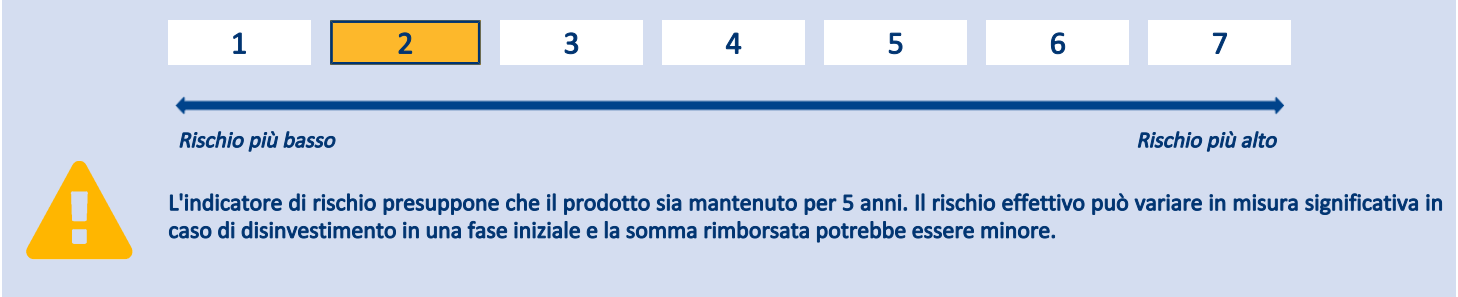 1 2 3 4 5 6 7
Rischio più basso Rischio più alto
L'indicatore di rischio presuppone che il prodotto sia mantenuto per 5 anni. Il rischio effettivo può variare in misura significativa in
caso di disinvestimento in una fase iniziale e la somma rimborsata potrebbe essere minore.